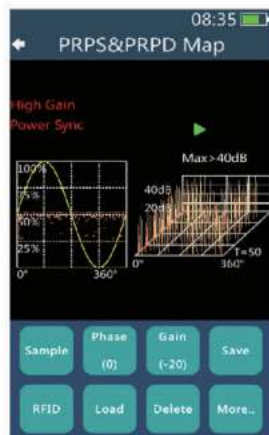 08:35
PRPS&PRPD Map
High Gain
Power Sync
Max>40dB
100%
75%
50%
25%
0° 360°
40dB
20dB
0° 360°
T=50
Sample
Phase
(0)
Gain
(-20)
Save
RFID
Load
Delete
More..